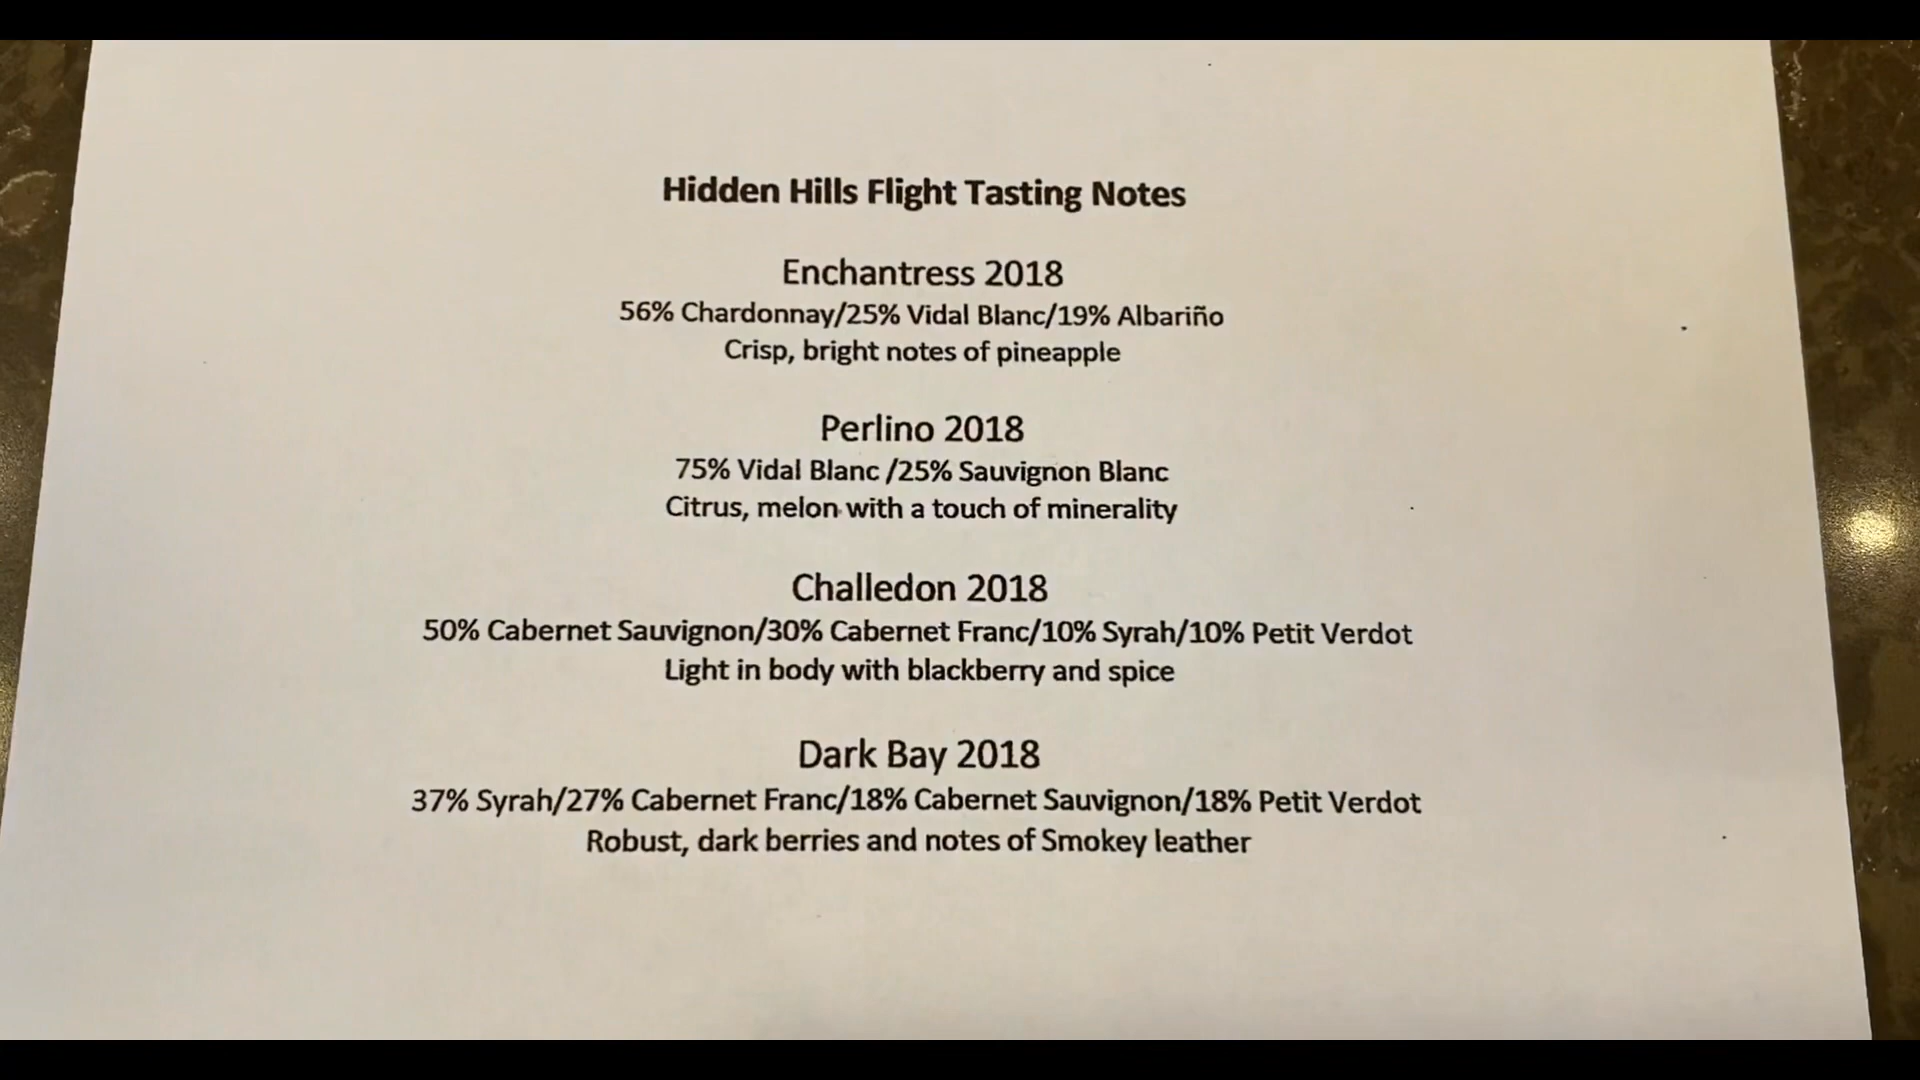 Hidden Hills Flight Tasting Notes
Enchantress 2018
56% Chardonnay/25% Vidal Blanc/19% Albariño
Crisp, bright notes of pineapple
Perlino 2018
75% Vidal Blanc /25% Sauvignon Blanc
Citrus, melon with a touch of minerality
Challedon 2018
50% Cabernet Sauvignon/30% Cabernet Franc/10% Syrah/10% Petit Verdot
Light in body with blackberry and spice
Dark Bay 2018
37% Syrah/27% Cabernet Franc/18% Cabernet Sauvignon/18% Petit Verdot
Robust, dark berries and notes of Smokey leather